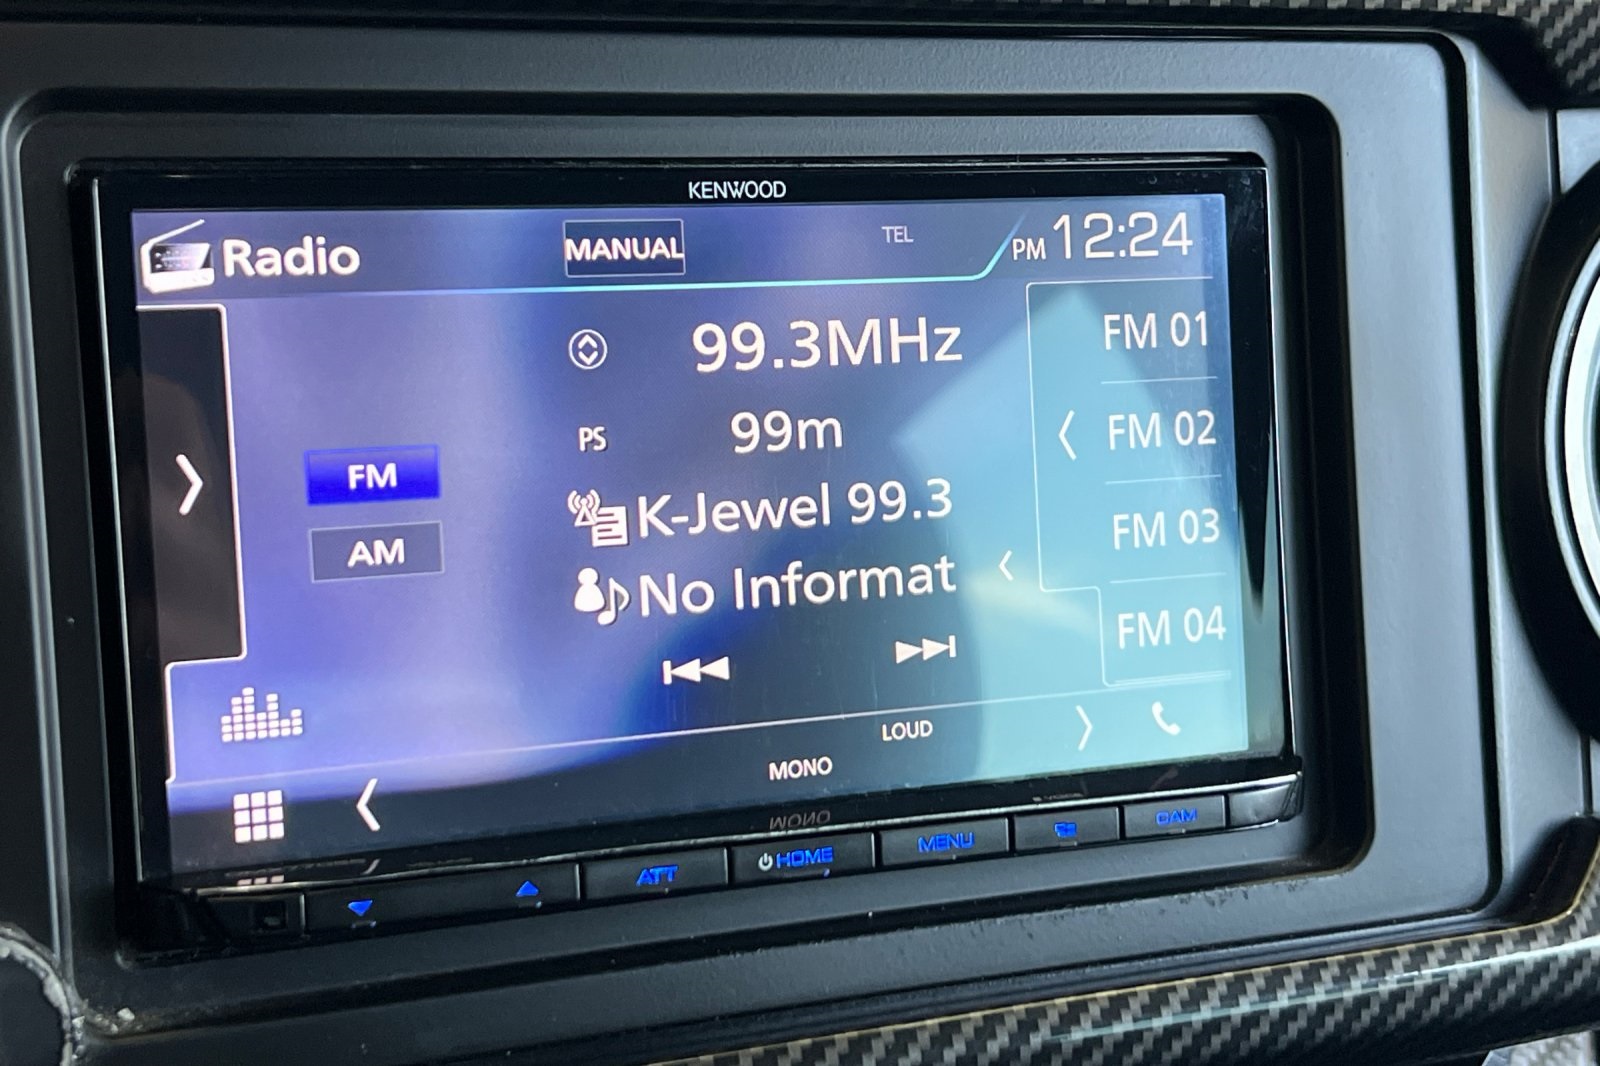 KENWOOD
Radio
MANUAL
TEL
PM 12:24
99.3MHz
FM 01
PS
99m
FM 02
FM
K-Jewel 99.3
FM 03
AM
No Informat
FM 04
LOUD
MONO
ATT
HOME
MENU
CAM